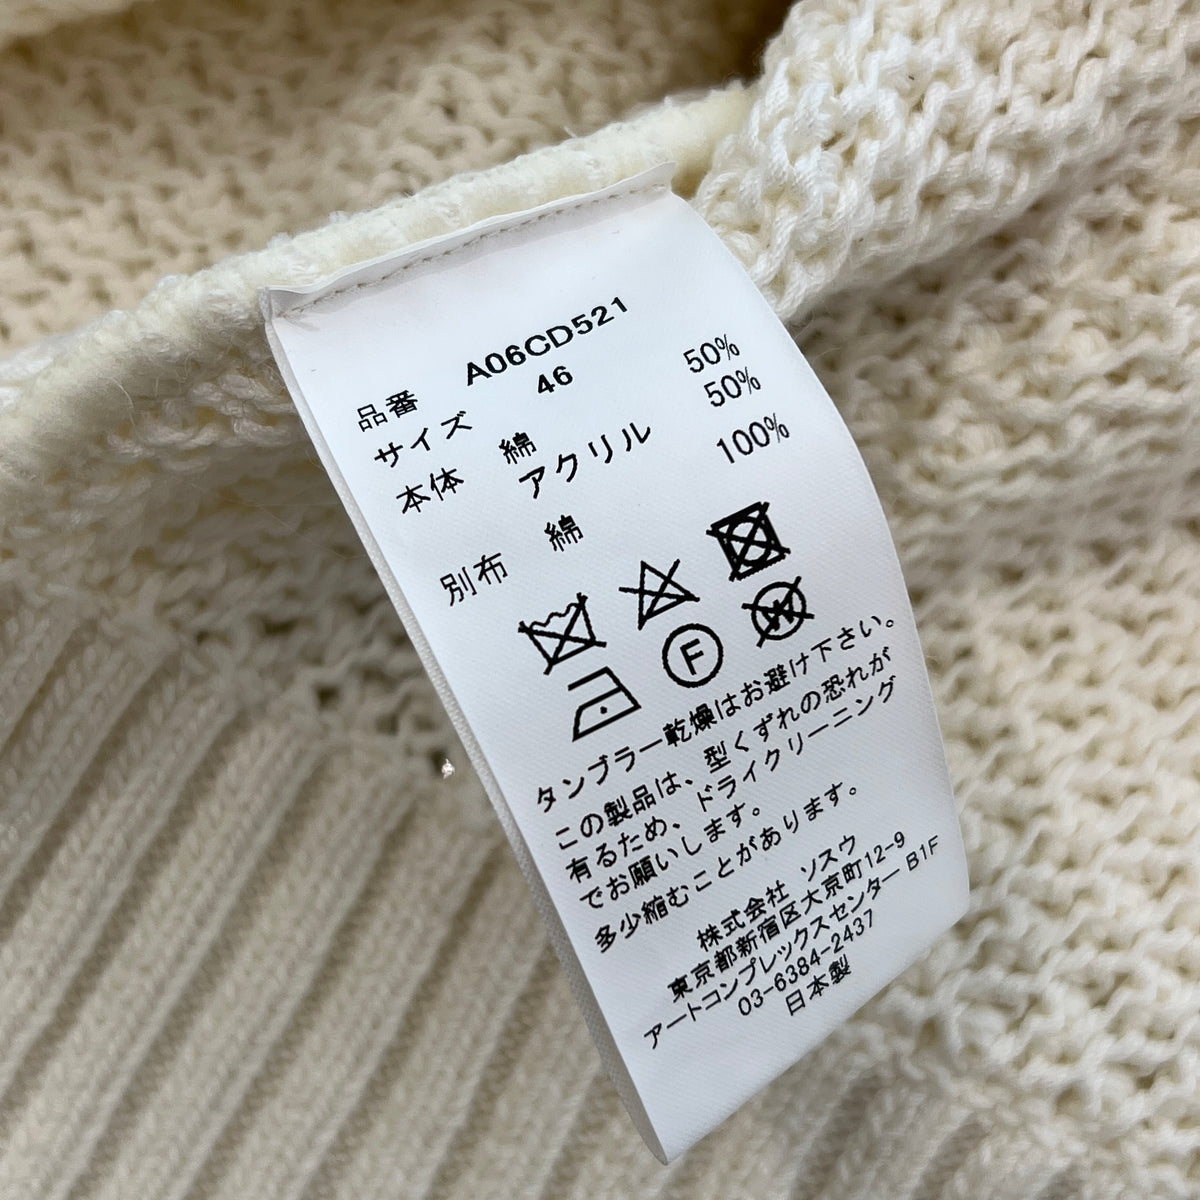 品番 A06CD521
サイズ 46
本体 綿 50%
アクリル 50%
別布 綿 100%
F W
タンブラー乾燥はお避け下さい。
この製品は、型くずれの恐れが
有るため、ドライクリーニング
でお願いします。
多少縮むことがあります。
株式会社 ソスウ
東京都新宿区大京町12-9
アートコンプレックスセンター B1F
03-6384-2437
日本製